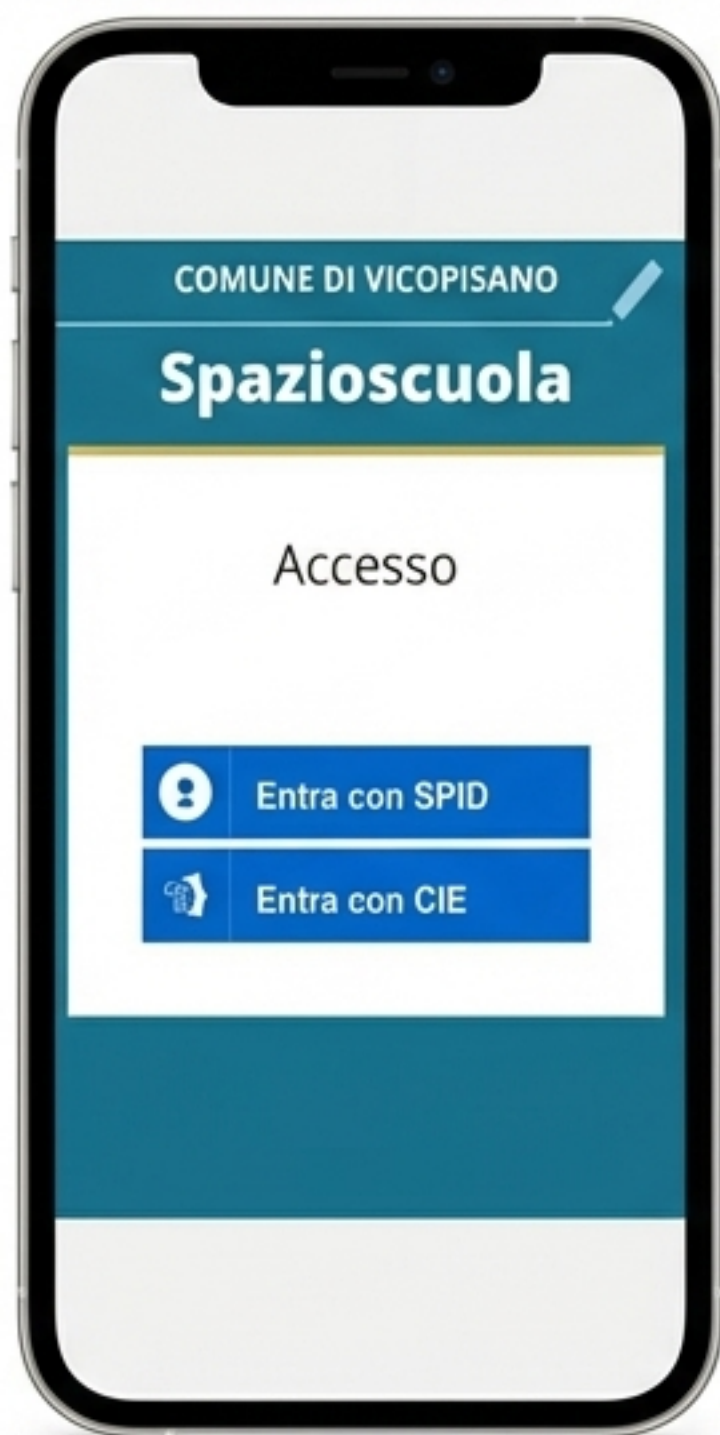 COMUNE DI VICOPISANO
Spazioscuola
Accesso
Entra con SPID
Entra con CIE